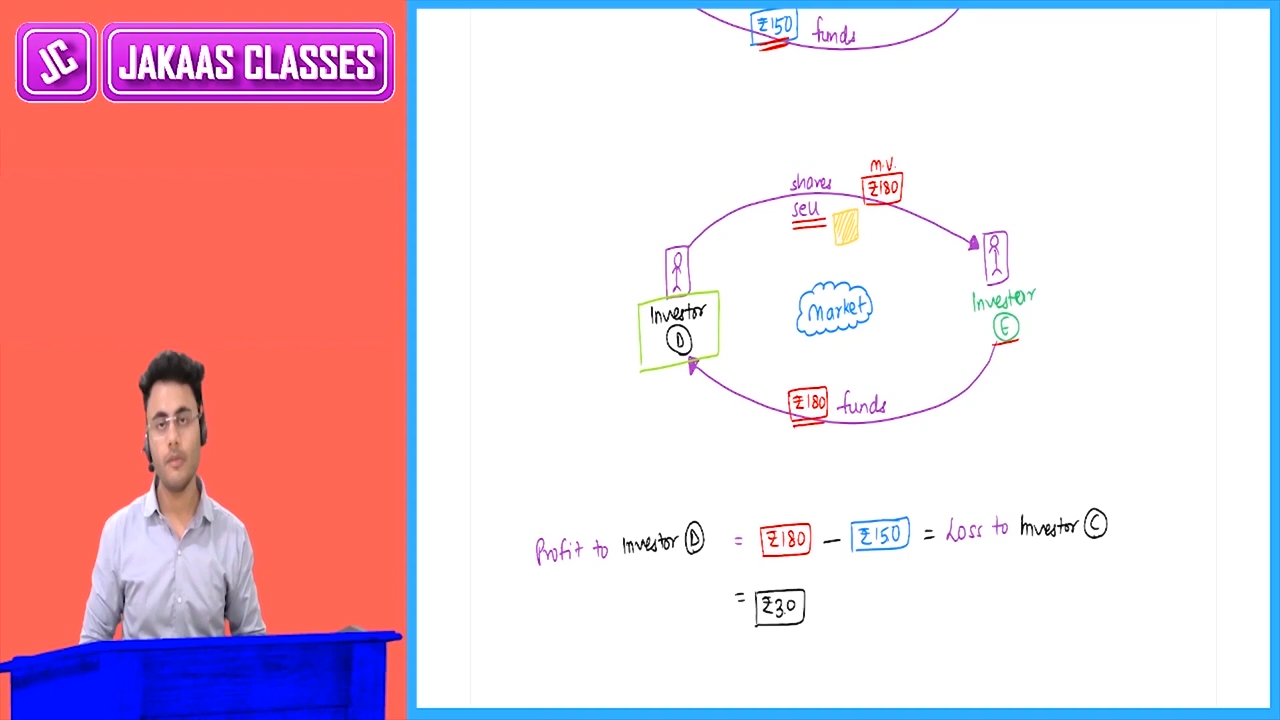 JC JAKAAS CLASSES
₹150 funds
m.v.
shares ₹180
sell
Market
Investor
D
Investor
E
₹180 funds
Profit to Investor D = ₹180 - ₹150 = Loss to Investor C
= ₹30